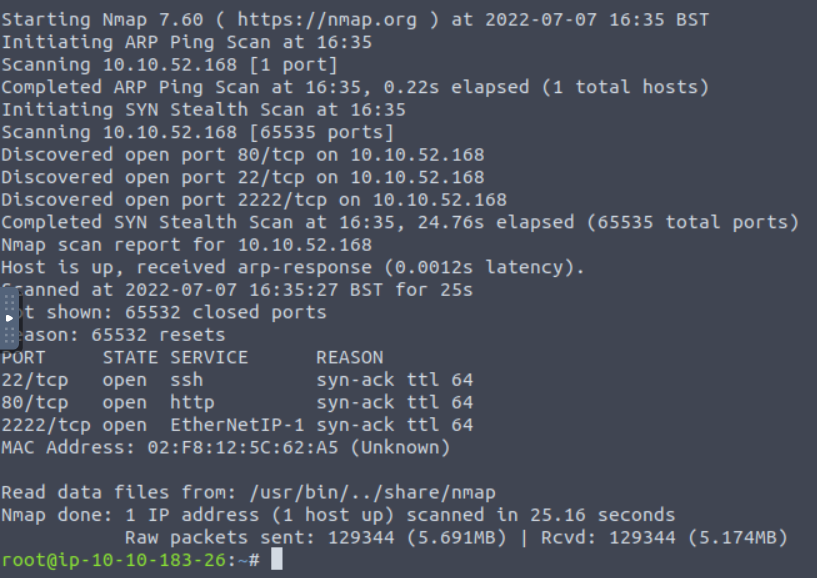 Starting Nmap 7.60 ( https://nmap.org ) at 2022-07-07 16:35 BST
Initiating ARP Ping Scan at 16:35
Scanning 10.10.52.168 [1 port]
Completed ARP Ping Scan at 16:35, 0.22s elapsed (1 total hosts)
Initiating SYN Stealth Scan at 16:35
Scanning 10.10.52.168 [65535 ports]
Discovered open port 80/tcp on 10.10.52.168
Discovered open port 22/tcp on 10.10.52.168
Discovered open port 2222/tcp on 10.10.52.168
Completed SYN Stealth Scan at 16:35, 24.76s elapsed (65535 total ports)
Nmap scan report for 10.10.52.168
Host is up, received arp-response (0.0012s latency).
Scanned at 2022-07-07 16:35:27 BST for 25s
shown: 65532 closed ports
65532 resets
PORT     STATE SERVICE      REASON
22/tcp   open  ssh          syn-ack ttl 64
80/tcp   open  http         syn-ack ttl 64
2222/tcp open  EtherNetIP-1 syn-ack ttl 64
MAC Address: 02:F8:12:5C:62:A5 (Unknown)
Read data files from: /usr/bin/../share/nmap
Nmap done: 1 IP address (1 host up) scanned in 25.16 seconds
Raw packets sent: 129344 (5.691MB) | Rcvd: 129344 (5.174MB)
root@ip-10-10-183-26:~#